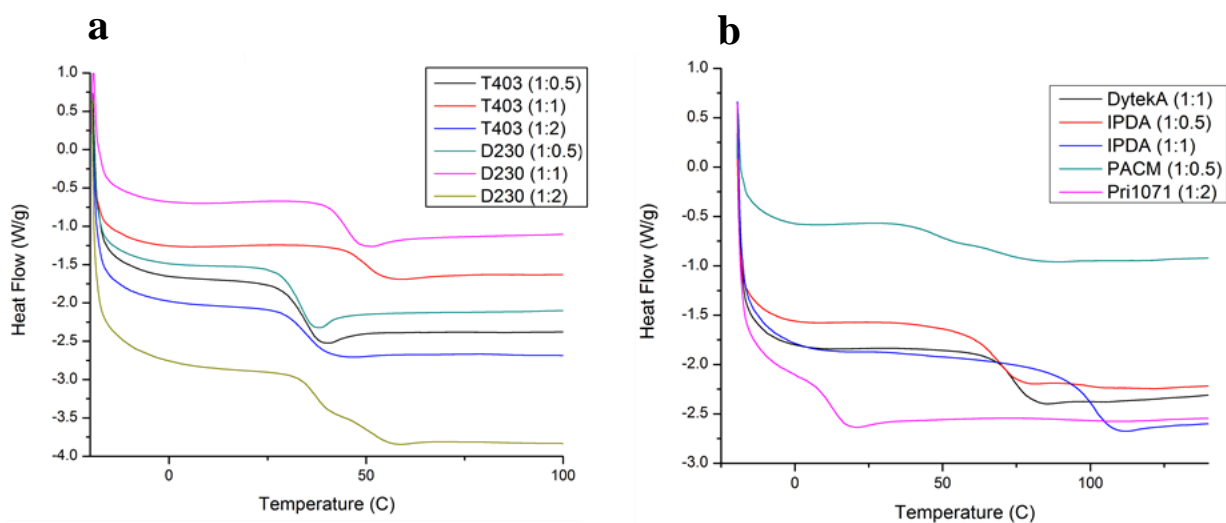 a
1.0
0.5
0.0
-0.5
-1.0
-1.5
-2.0
-2.5
-3.0
-3.5
-4.0
Heat Flow (W/g)
T403 (1:0.5)
T403 (1:1)
T403 (1:2)
D230 (1:0.5)
D230 (1:1)
D230 (1:2)
0
50
100
Temperature (C)
b
1.0
0.5
0.0
-0.5
-1.0
-1.5
-2.0
-2.5
-3.0
Heat Flow (W/g)
DytekA (1:1)
IPDA (1:0.5)
IPDA (1:1)
PACM (1:0.5)
Pri1071 (1:2)
0
50
100
Temperature (C)